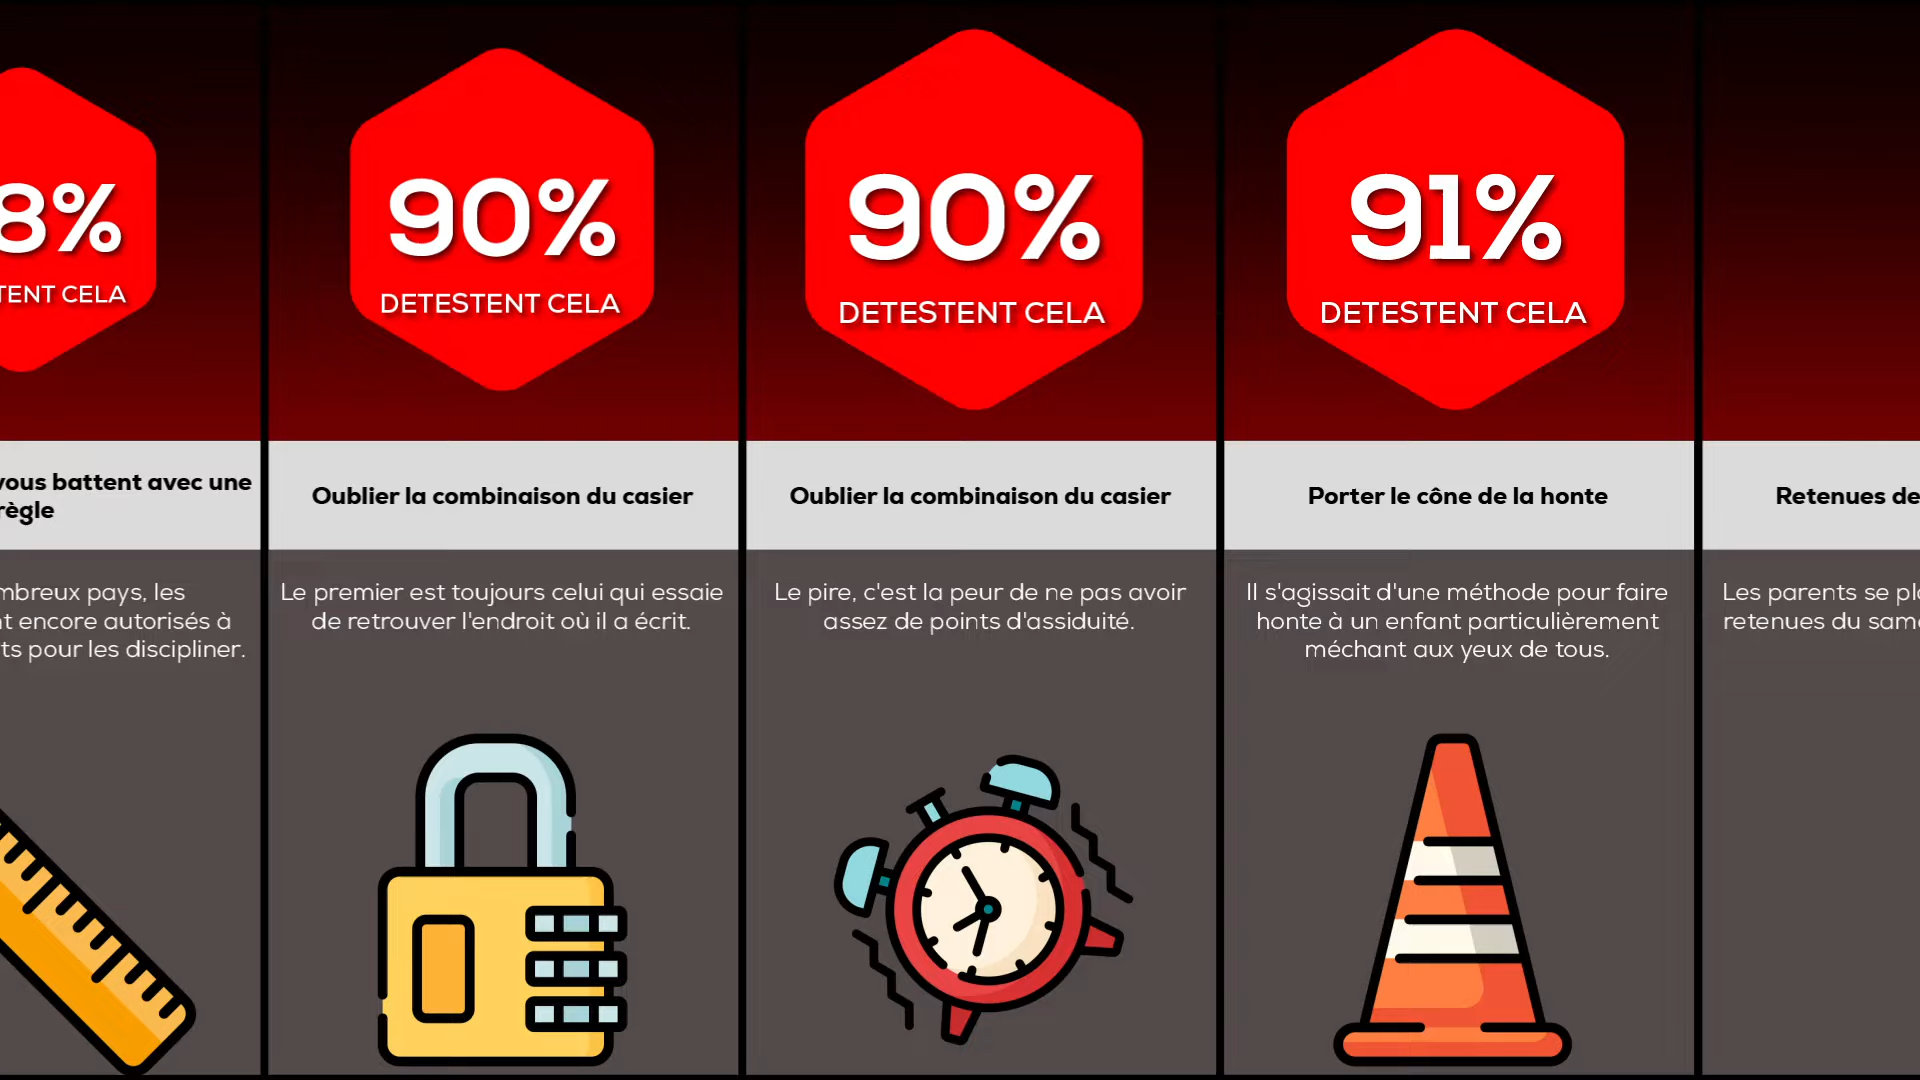 8%
TENT CELA
vous battent avec une
règle
mbreux pays, les
nt encore autorisés à
ts pour les discipliner.
90%
DETESTENT CELA
Oublier la combinaison du casier
Le premier est toujours celui qui essaie
de retrouver l'endroit où il a écrit.
90%
DETESTENT CELA
Oublier la combinaison du casier
Le pire, c'est la peur de ne pas avoir
assez de points d'assiduité.
91%
DETESTENT CELA
Porter le cône de la honte
Il s'agissait d'une méthode pour faire
honte à un enfant particulièrement
méchant aux yeux de tous.
Retenues de
Les parents se pl
retenues du sam